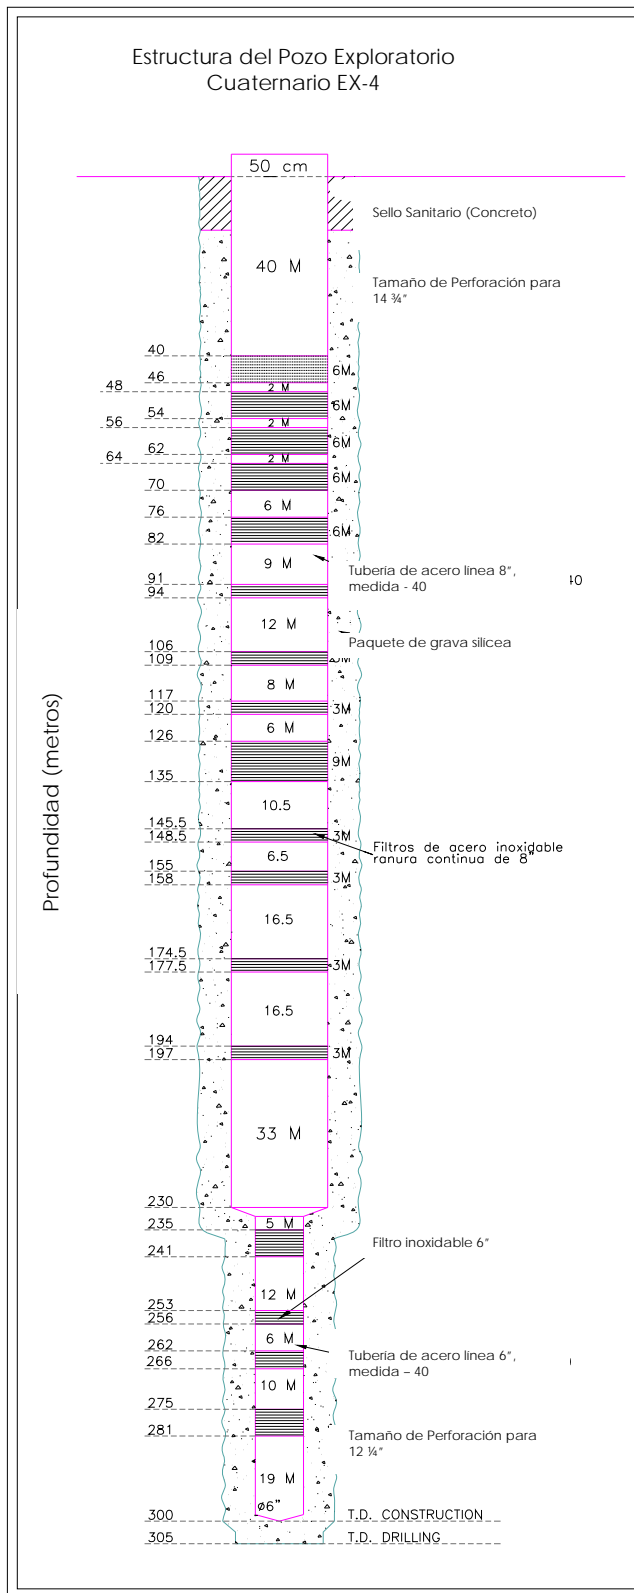 Estructura del Pozo Exploratorio
Cuaternario EX-4
50 cm
Sello Sanitario (Concreto)
40 M
Tamaño de Perforación para
14 ¾"
40
6M
46
48
2 M
6M
54
56
2 M
6M
62
64
2 M
6M
70
76
6 M
6M
82
9 M
Tubería de acero línea 8",
medida - 40
40
91
94
12 M
Paquete de grava silícea
106
109
8 M
117
3M
120
6 M
126
9M
135
10.5
145.5
3M
148.5
Filtros de acero inoxidable
ranura continua de 8"
6.5
155
3M
158
16.5
174.5
3M
177.5
16.5
194
3M
197
33 M
Profundidad (metros)
230
5 M
235
241
Filtro inoxidable 6"
12 M
253
256
6 M
Tubería de acero línea 6",
medida – 40
262
266
10 M
275
281
Tamaño de Perforación para
12 ¼"
19 M
ø6"
300
T.D. CONSTRUCTION
305
T.D. DRILLING